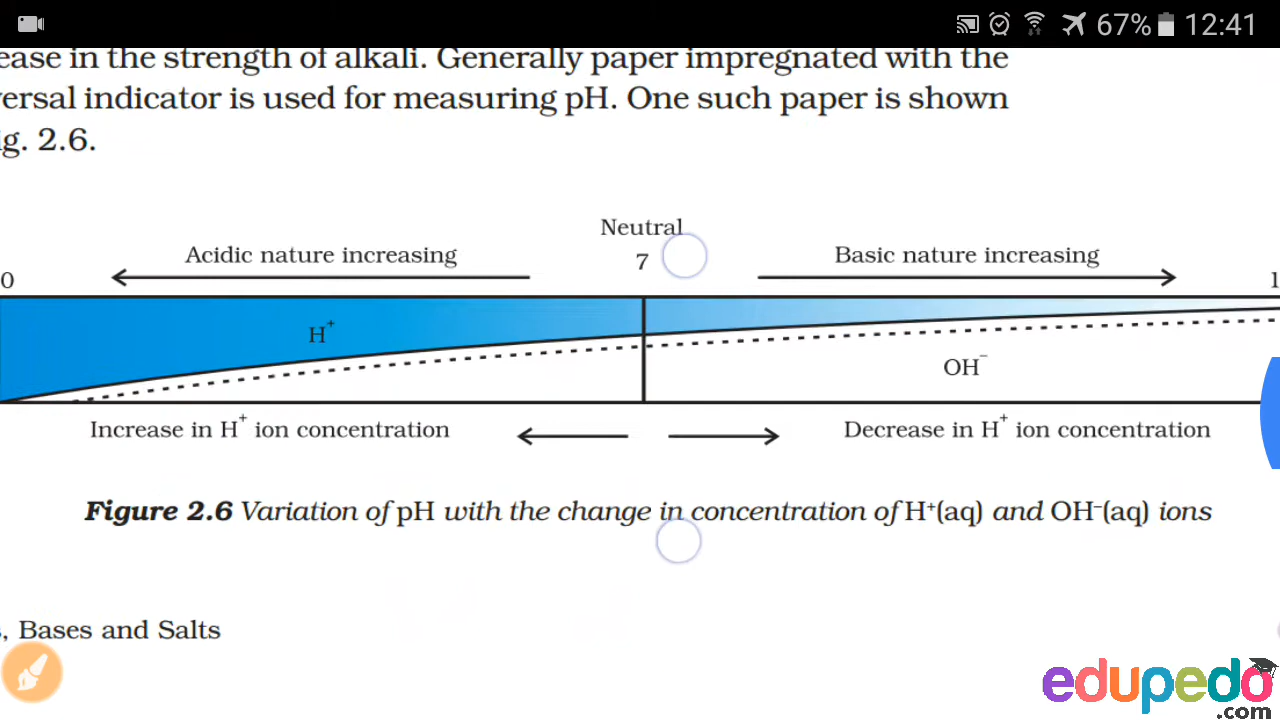 67% 12:41
ease in the strength of alkali. Generally paper impregnated with the
versal indicator is used for measuring pH. One such paper is shown
ig. 2.6.
Neutral
Acidic nature increasing Basic nature increasing
0 7 1
H⁺
OH⁻
Increase in H⁺ ion concentration Decrease in H⁺ ion concentration
Figure 2.6 Variation of pH with the change in concentration of H⁺(aq) and OH⁻(aq) ions
, Bases and Salts
edupedo
.com